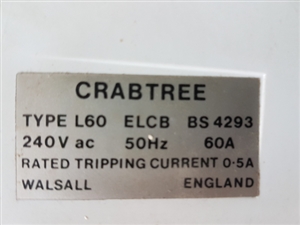 CRABTREE
TYPE L60 ELCB BS 4293
240V ac 50Hz 60A
RATED TRIPPING CURRENT 0·5A
WALSALL ENGLAND